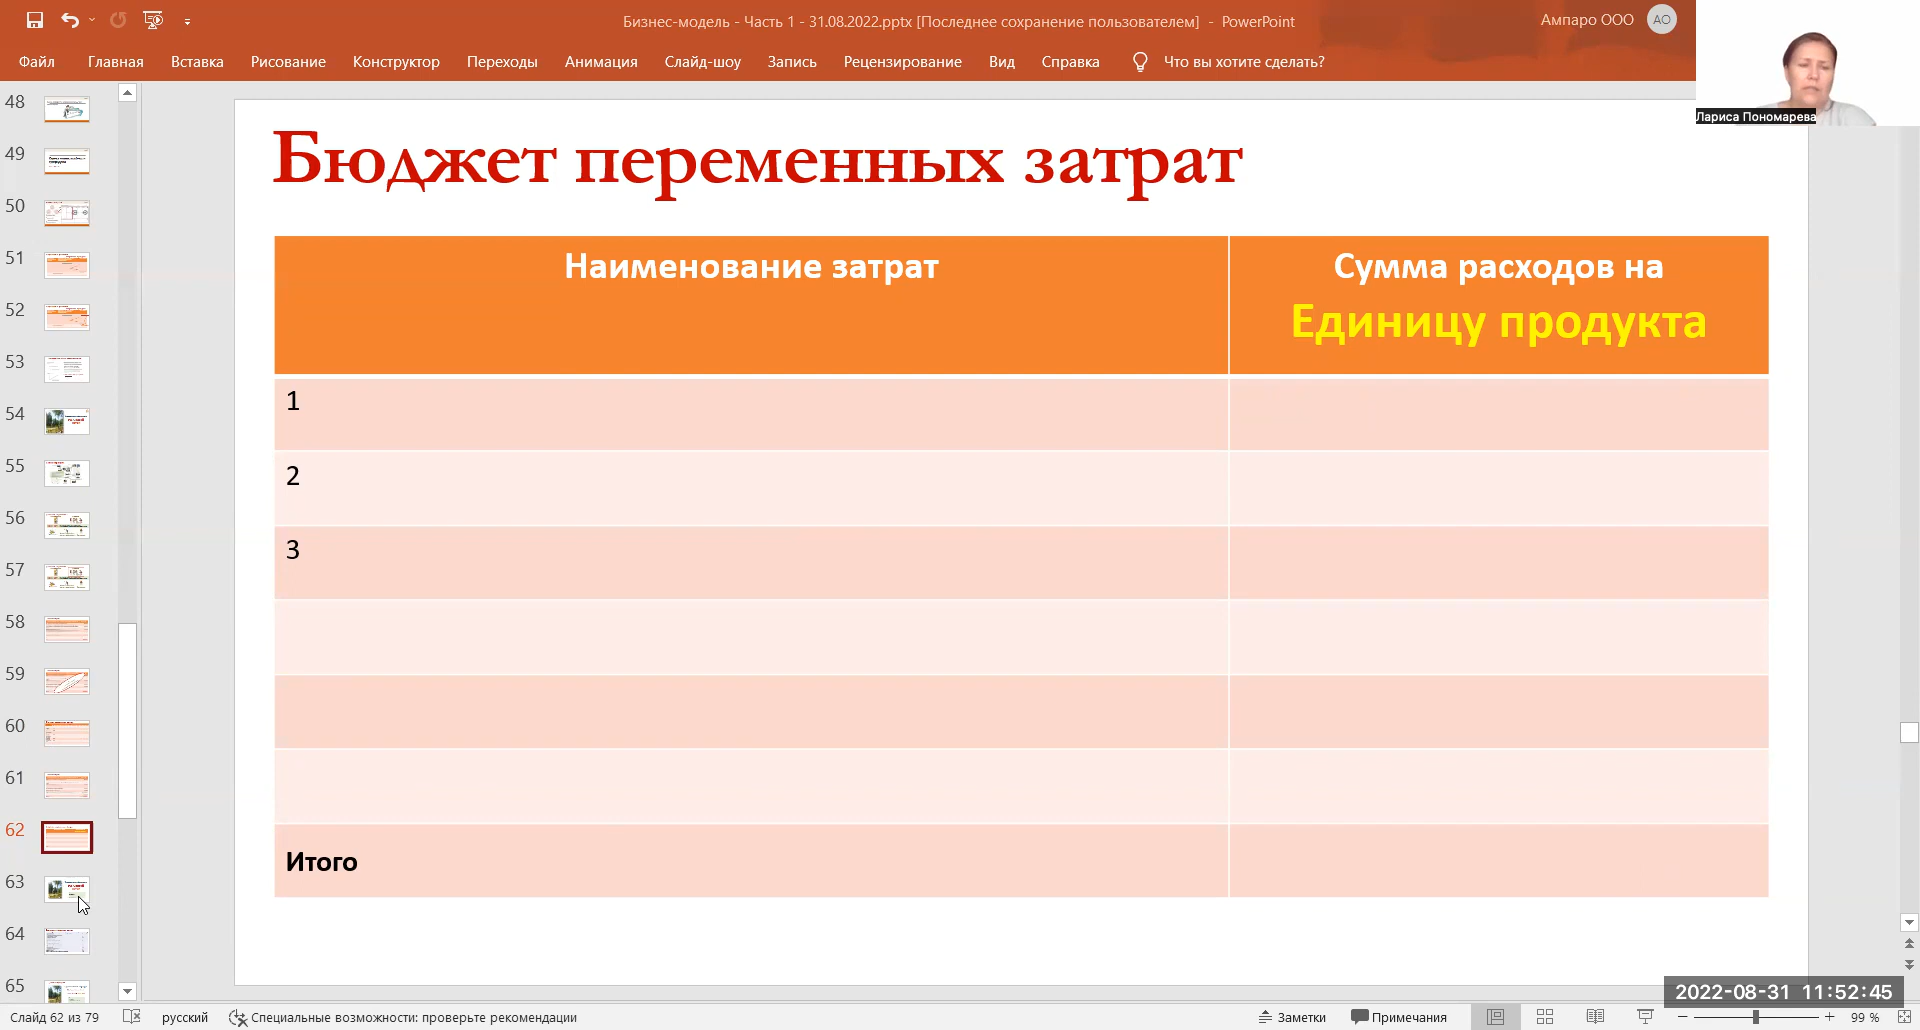 Бизнес-модель - Часть 1 - 31.08.2022.pptx [Последнее сохранение пользователем] - PowerPoint
Ампаро ООО
АО
Файл Главная Вставка Рисование Конструктор Переходы Анимация Слайд-шоу Запись Рецензирование Вид Справка Что вы хотите сделать?
Лариса Пономарева
48
49
50
51
52
53
54
55
56
57
58
59
60
61
62
63
64
65
Бюджет переменных затрат
Наименование затрат
Сумма расходов на
Единицу продукта
1
2
3
Итого
2022-08-31 11:52:45
Слайд 62 из 79 русский Специальные возможности: проверьте рекомендации Заметки Примечания 99 %